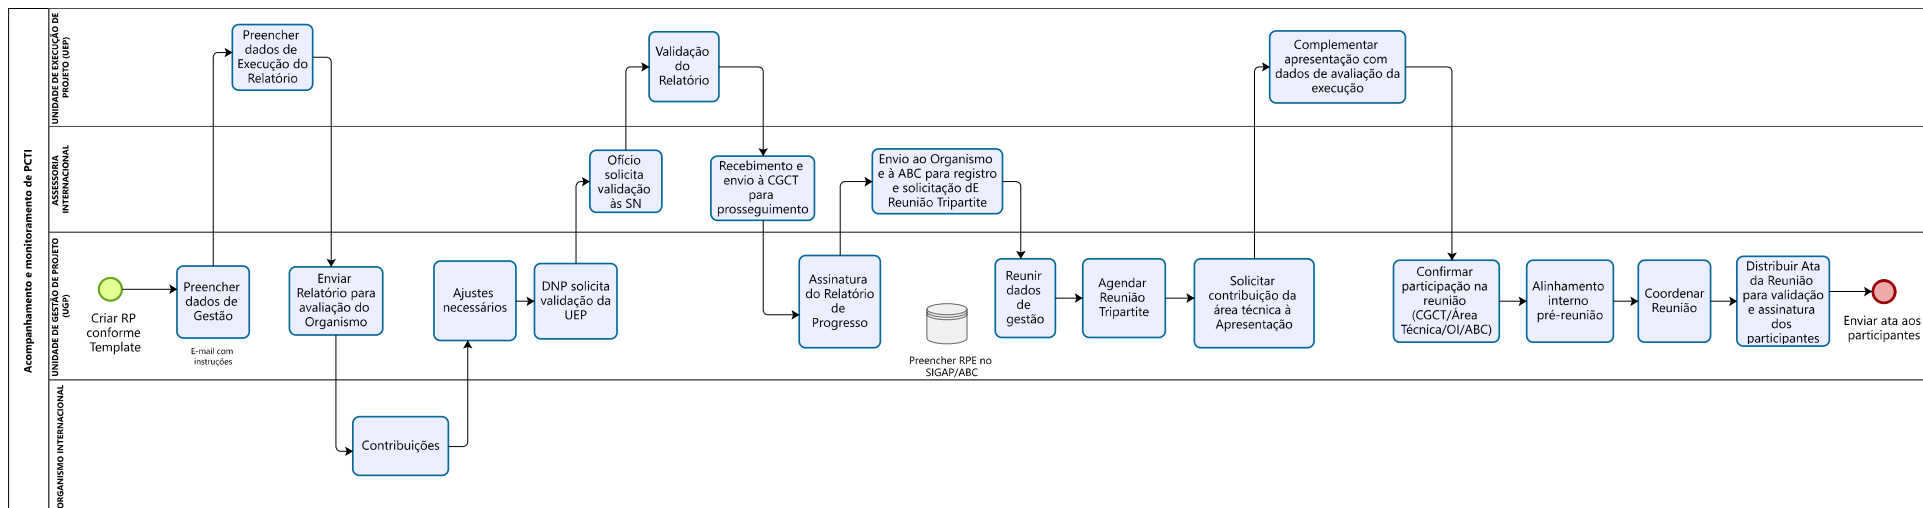 Acompanhamento e monitoramento de PCTI
UNIDADE DE EXECUÇÃO DE
PROJETO (UEP)
Preencher
dados de
Execução do
Relatório
Validação
do
Relatório
Complementar
apresentação com
dados de avaliação da
execução
ASSESSORIA
INTERNACIONAL
Ofício
solicita
validação
às SN
Recebimento e
envio à CGCT
para
prosseguimento
Envio ao Organismo
e à ABC para registro
e solicitação dE
Reunião Tripartite
UNIDADE DE GESTÃO DE PROJETO
(UGP)
Criar RP
conforme
Template
Preencher
dados de
Gestão
E-mail com
instruções
Enviar
Relatório para
avaliação do
Organismo
Ajustes
necessários
DNP solicita
validação da
UEP
Assinatura
do Relatório
de
Progresso
Preencher RPE no
SIGAP/ABC
Reunir
dados
de
gestão
Agendar
Reunião
Tripartite
Solicitar
contribuição da
área técnica à
Apresentação
Confirmar
participação na
reunião
(CGCT/Área
Técnica/OI/ABC)
Alinhamento
interno
pré-reunião
Coordenar
Reunião
Distribuir Ata
da Reunião
para validação
e assinatura
dos
participantes
Enviar ata aos
participantes
ORGANISMO INTERNACIONAL
Contribuições